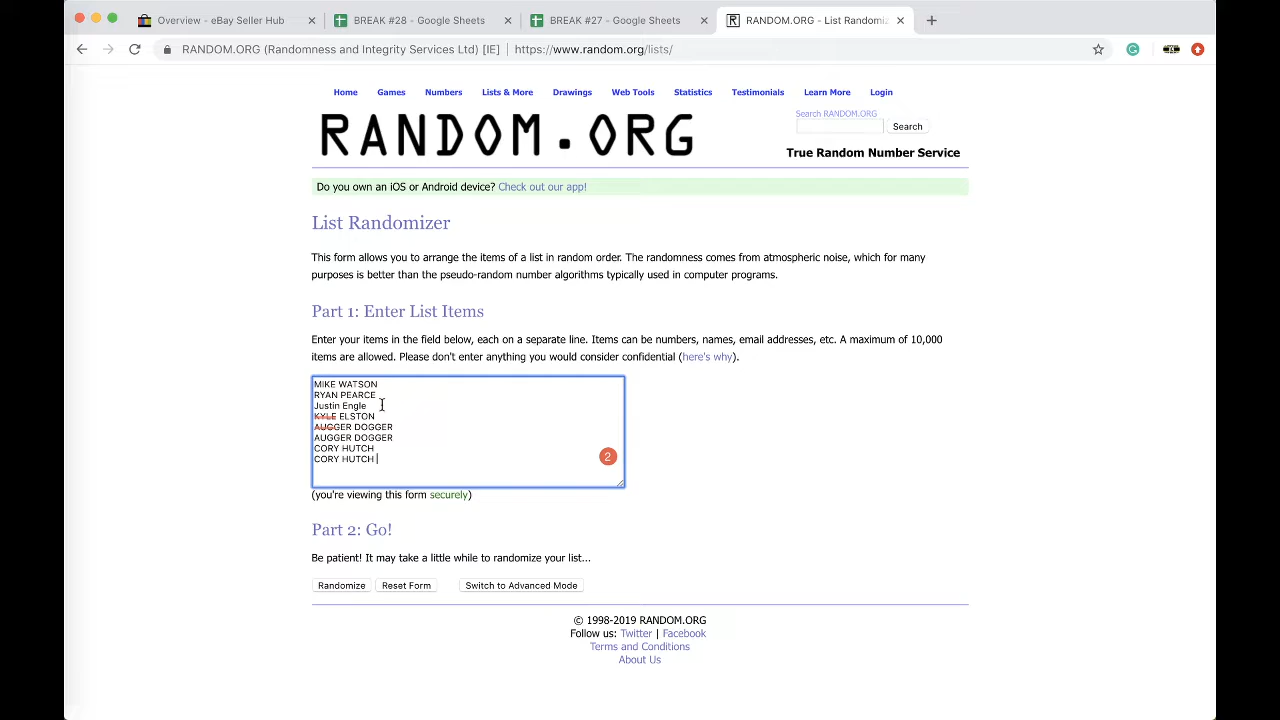 Overview - eBay Seller Hub
BREAK #28 - Google Sheets
BREAK #27 - Google Sheets
RANDOM.ORG - List Randomiz
RANDOM.ORG (Randomness and Integrity Services Ltd) [IE] | https://www.random.org/lists/
Home Games Numbers Lists & More Drawings Web Tools Statistics Testimonials Learn More Login
RANDOM.ORG
Search RANDOM.ORG
Search
True Random Number Service
Do you own an iOS or Android device? Check out our app!
List Randomizer
This form allows you to arrange the items of a list in random order. The randomness comes from atmospheric noise, which for many
purposes is better than the pseudo-random number algorithms typically used in computer programs.
Part 1: Enter List Items
Enter your items in the field below, each on a separate line. Items can be numbers, names, email addresses, etc. A maximum of 10,000
items are allowed. Please don't enter anything you would consider confidential (here's why).
MIKE WATSON
RYAN PEARCE
Justin Engle
KYLE ELSTON
AUGGER DOGGER
AUGGER DOGGER
CORY HUTCH
CORY HUTCH
2
(you're viewing this form securely)
Part 2: Go!
Be patient! It may take a little while to randomize your list...
Randomize Reset Form Switch to Advanced Mode
© 1998-2019 RANDOM.ORG
Follow us: Twitter | Facebook
Terms and Conditions
About Us